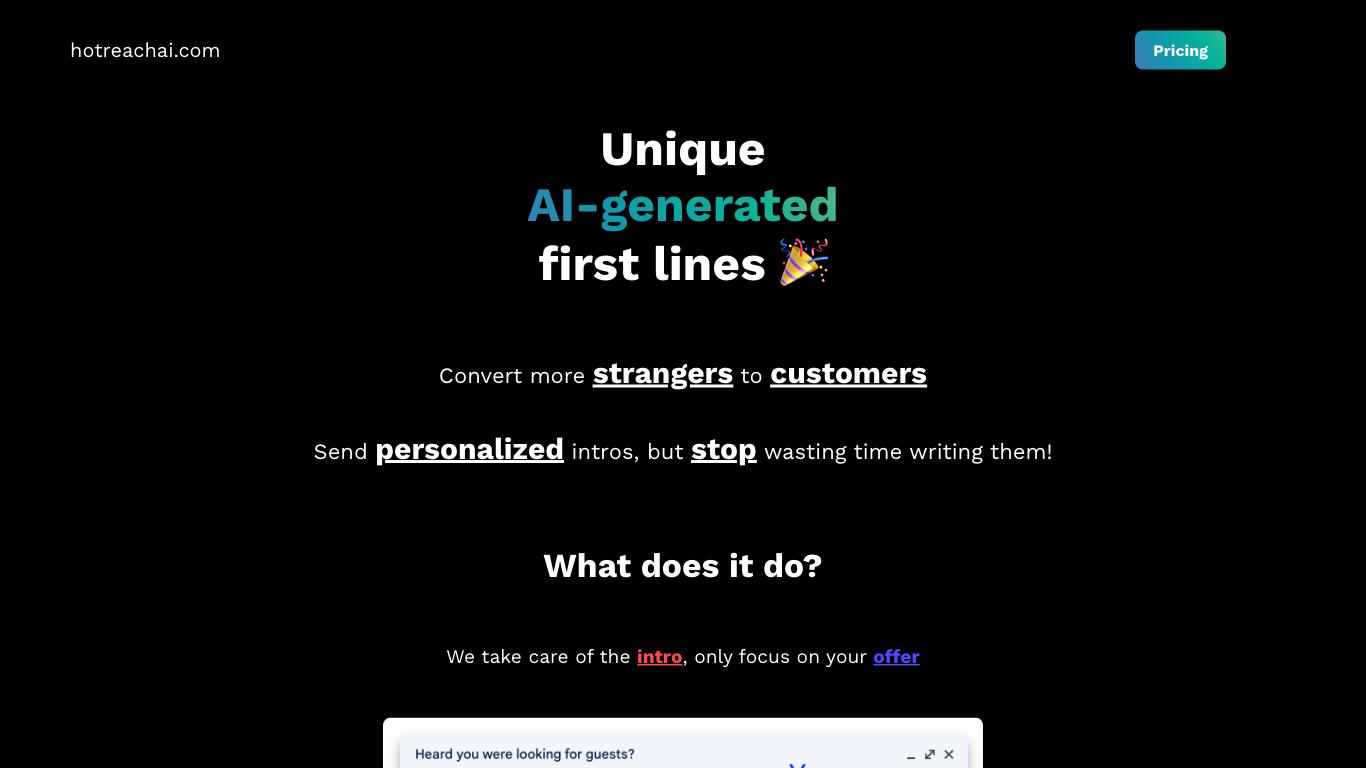 hotreachai.com
Pricing
Unique
AI-generated
first lines 🎉
Convert more strangers to customers
Send personalized intros, but stop wasting time writing them!
What does it do?
We take care of the intro, only focus on your offer
Heard you were looking for guests?